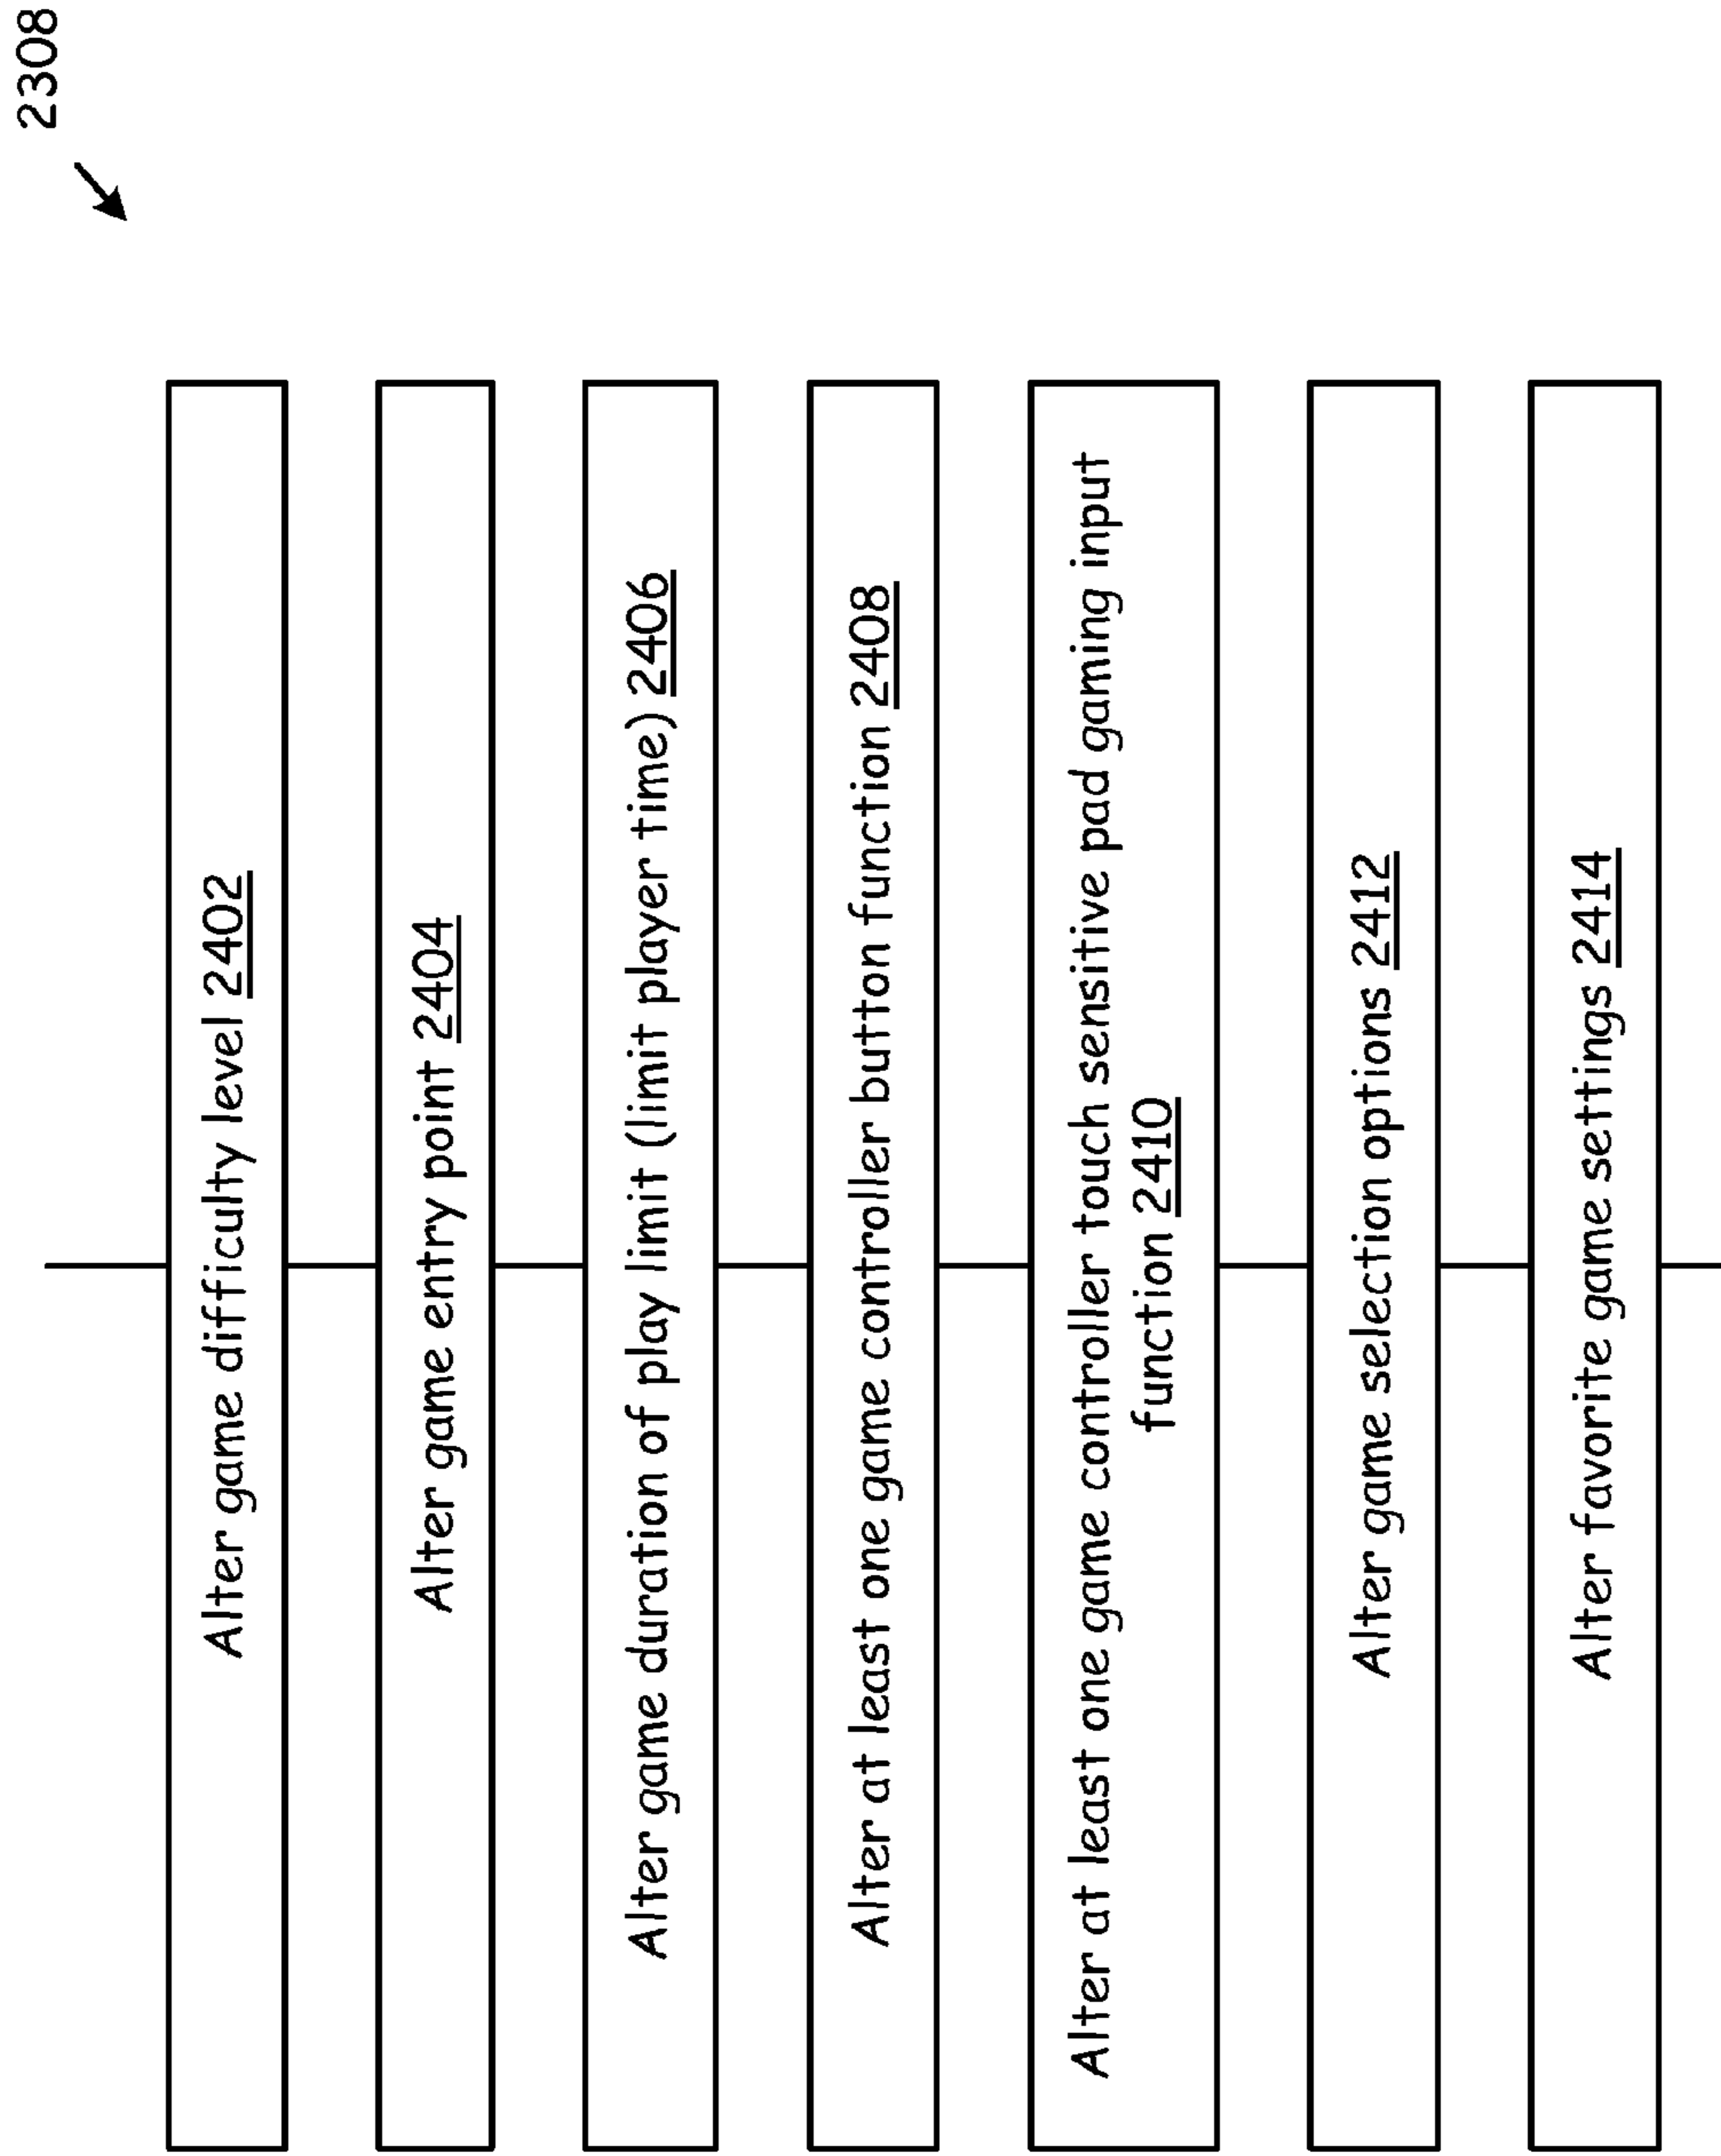 2308
Alter game difficulty level 2402
Alter game entry point 2404
Alter game duration of play limit (limit player time) 2406
Alter at least one game controller button function 2408
Alter at least one game controller touch sensitive pad gaming input
function 2410
Alter game selection options 2412
Alter favorite game settings 2414